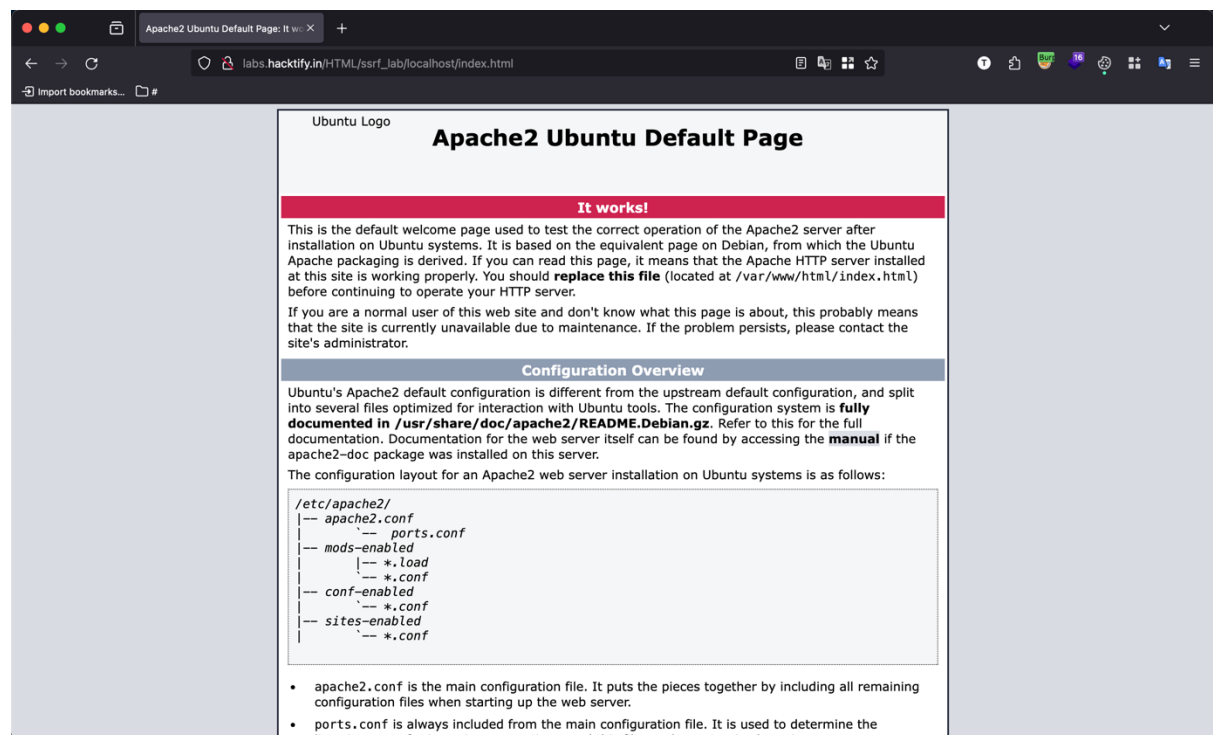 Apache2 Ubuntu Default Page: It wo
labs.hacktify.in/HTML/ssrf_lab/localhost/index.html
16
Import bookmarks...
#
Ubuntu Logo
Apache2 Ubuntu Default Page
It works!
This is the default welcome page used to test the correct operation of the Apache2 server after
installation on Ubuntu systems. It is based on the equivalent page on Debian, from which the Ubuntu
Apache packaging is derived. If you can read this page, it means that the Apache HTTP server installed
at this site is working properly. You should replace this file (located at /var/www/html/index.html)
before continuing to operate your HTTP server.
If you are a normal user of this web site and don't know what this page is about, this probably means
that the site is currently unavailable due to maintenance. If the problem persists, please contact the
site's administrator.
Configuration Overview
Ubuntu's Apache2 default configuration is different from the upstream default configuration, and split
into several files optimized for interaction with Ubuntu tools. The configuration system is fully
documented in /usr/share/doc/apache2/README.Debian.gz. Refer to this for the full
documentation. Documentation for the web server itself can be found by accessing the manual if the
apache2-doc package was installed on this server.
The configuration layout for an Apache2 web server installation on Ubuntu systems is as follows:
/etc/apache2/
|-- apache2.conf
|       `--  ports.conf
|-- mods-enabled
|       |-- *.load
|       `-- *.conf
|-- conf-enabled
|       `-- *.conf
|-- sites-enabled
|       `-- *.conf
• apache2.conf is the main configuration file. It puts the pieces together by including all remaining
configuration files when starting up the web server.
• ports.conf is always included from the main configuration file. It is used to determine the